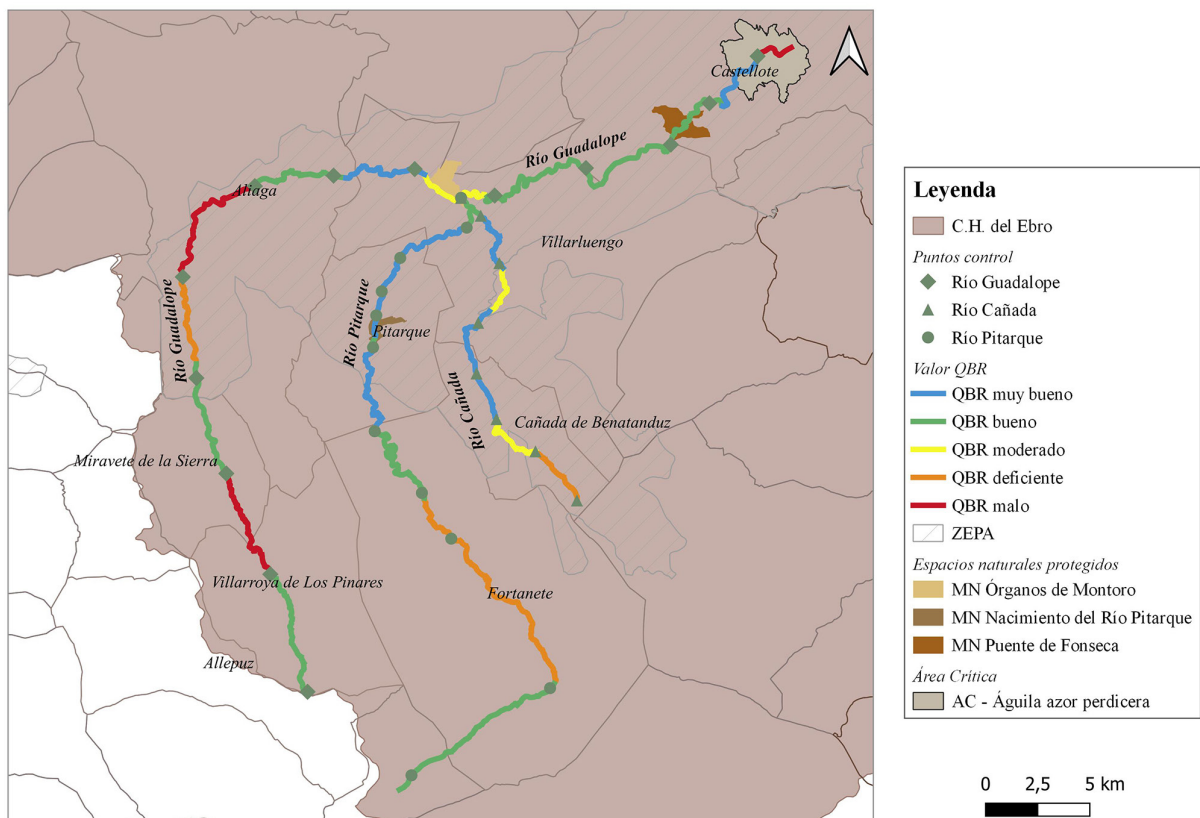 Castellote
Río Guadalope
Aliaga
Villarluengo
Río Guadalope
Río Pitarque
Pitarque
Río Cañada
Cañada de Benatanduz
Miravete de la Sierra
Villarroya de Los Pinares
Fortanete
Allepuz
Leyenda
C.H. del Ebro
Puntos control
Río Guadalope
Río Cañada
Río Pitarque
Valor QBR
QBR muy bueno
QBR bueno
QBR moderado
QBR deficiente
QBR malo
ZEPA
Espacios naturales protegidos
MN Órganos de Montoro
MN Nacimiento del Río Pitarque
MN Puente de Fonseca
Área Crítica
AC - Águila azor perdicera
0 2,5 5 km